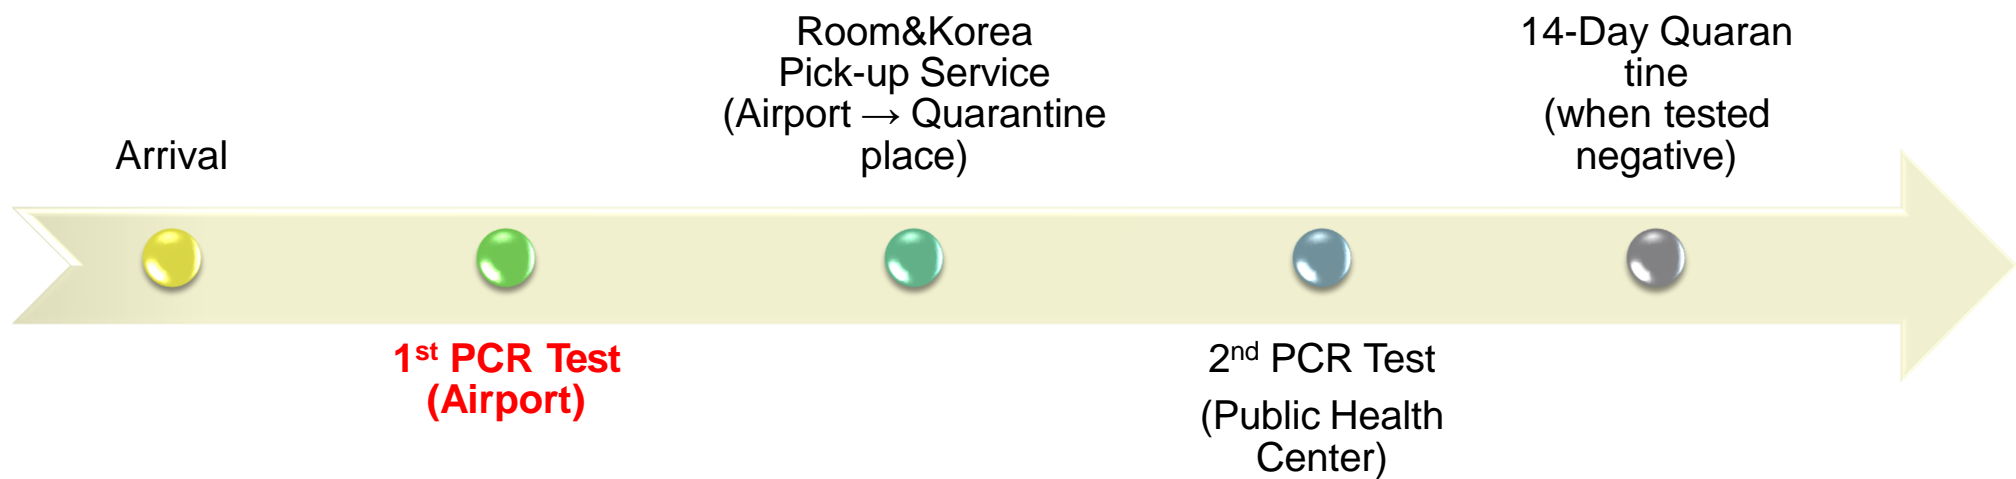 Arrival
1st PCR Test
(Airport)
Room&Korea
Pick-up Service
(Airport → Quarantine
place)
2nd PCR Test
(Public Health
Center)
14-Day Quaran
tine
(when tested
negative)